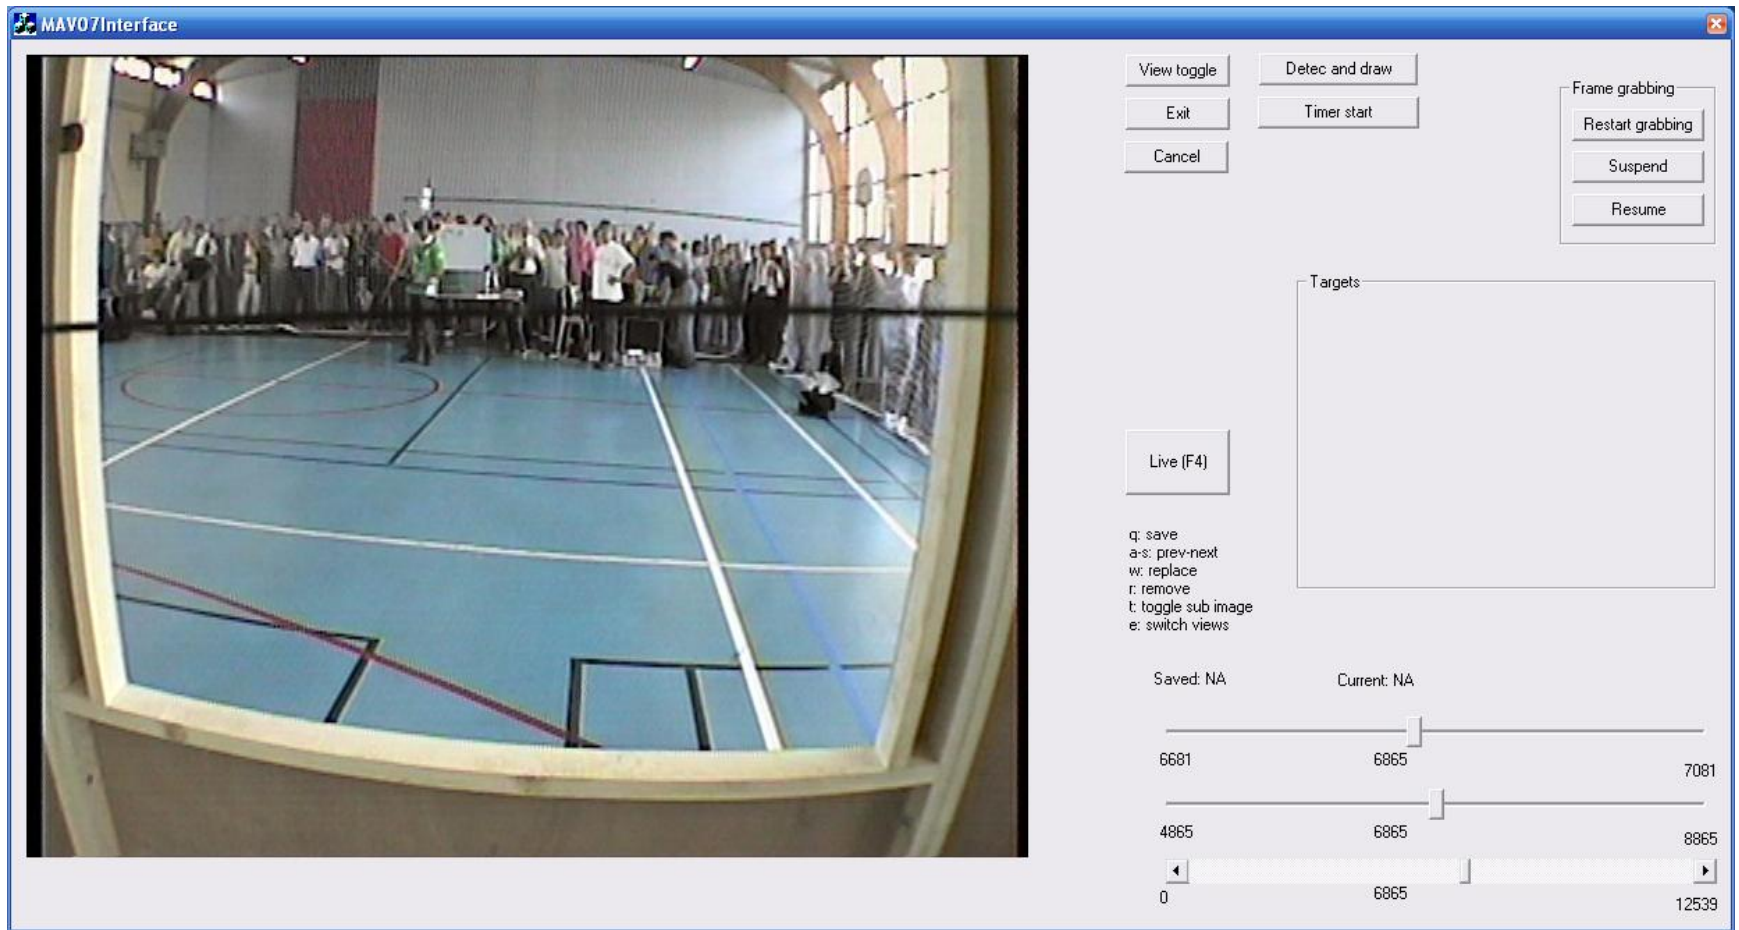 MAV07Interface
View toggle
Detec and draw
Exit
Timer start
Cancel
Frame grabbing
Restart grabbing
Suspend
Resume
Targets
Live (F4)
q: save
a-s: prev-next
w: replace
r: remove
t: toggle sub image
e: switch views
Saved: NA
Current: NA
6681
6865
7081
4865
6865
8865
0
6865
12539